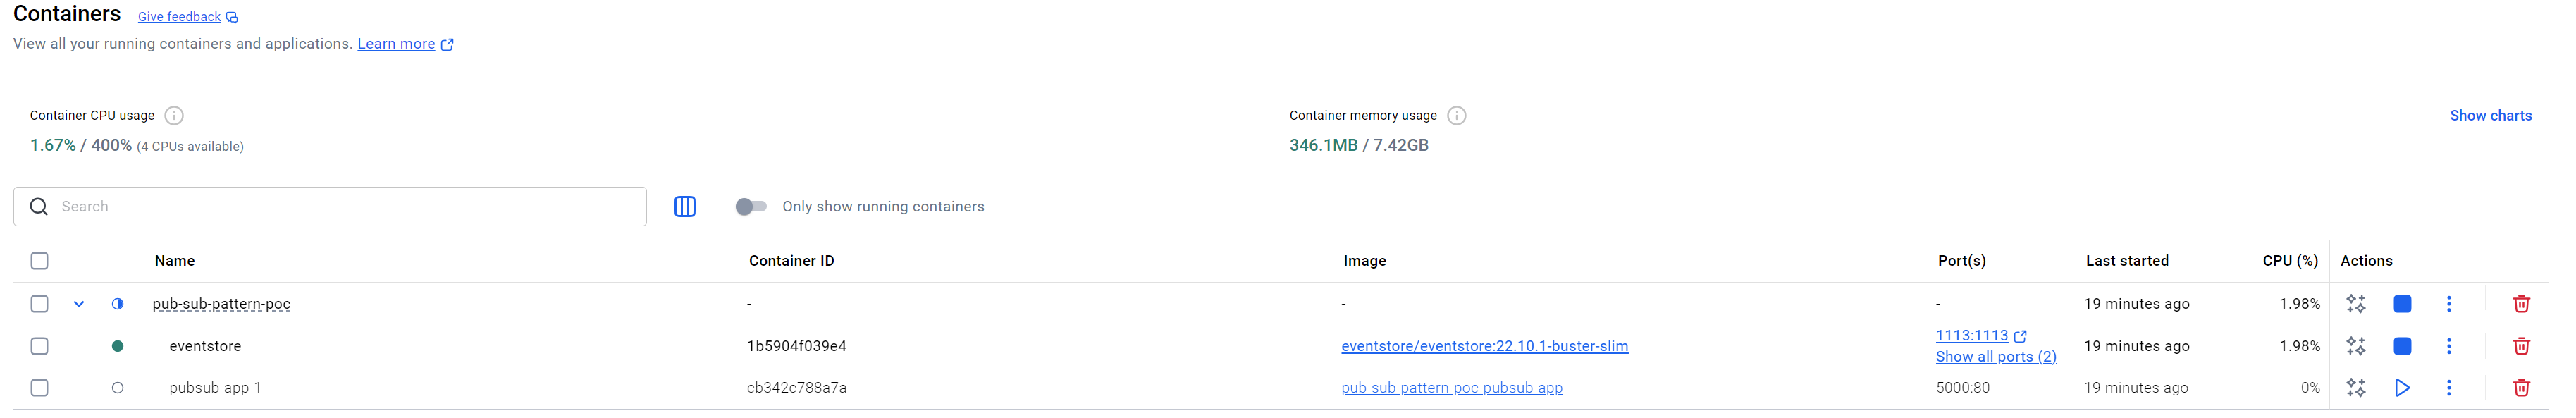 Containers Give feedback
View all your running containers and applications. Learn more
Container CPU usage Container memory usage Show charts
1.67% / 400% (4 CPUs available) 346.1MB / 7.42GB
Search Only show running containers
Name Container ID Image Port(s) Last started CPU (%) Actions
pub-sub-pattern-poc - - - 19 minutes ago 1.98%
eventstore 1b5904f039e4 eventstore/eventstore:22.10.1-buster-slim 1113:1113 19 minutes ago 1.98%
Show all ports (2)
pubsub-app-1 cb342c788a7a pub-sub-pattern-poc-pubsub-app 5000:80 19 minutes ago 0%